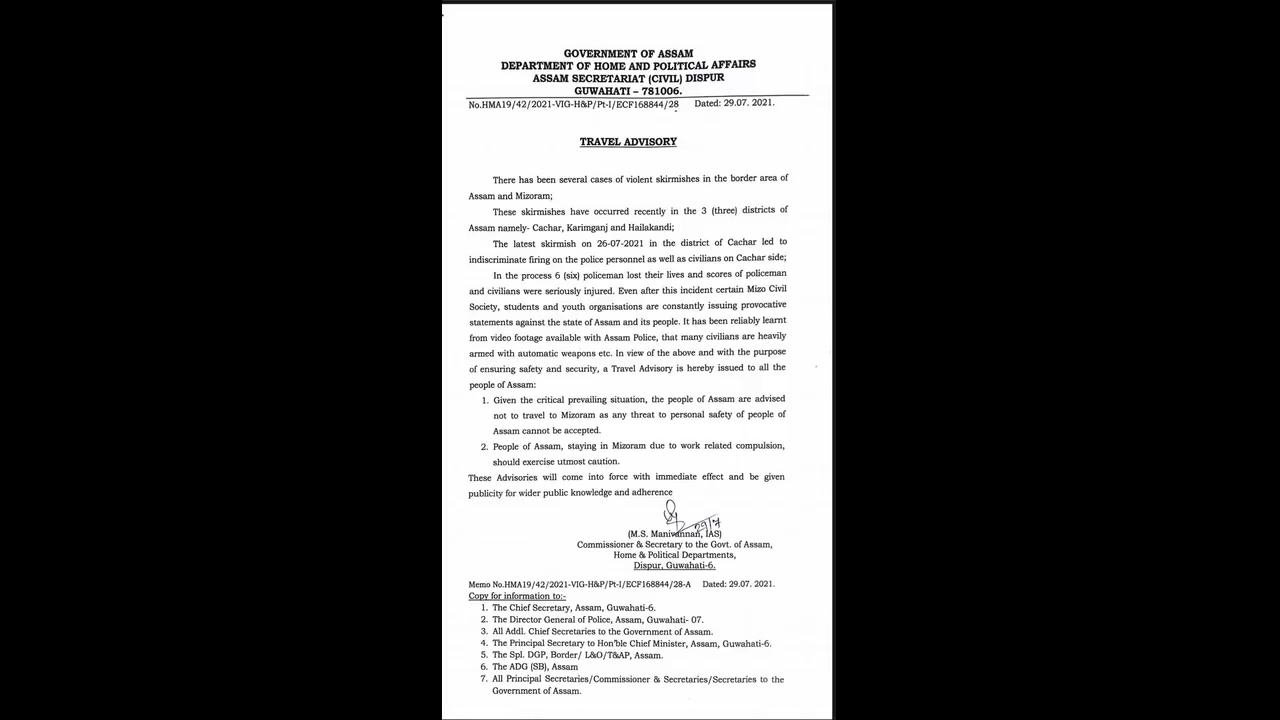 GOVERNMENT OF ASSAM
DEPARTMENT OF HOME AND POLITICAL AFFAIRS
ASSAM SECRETARIAT (CIVIL) DISPUR
GUWAHATI – 781006.
No.HMA19/42/2021-VIG-H&P/Pt-I/ECF168844/28 Dated: 29.07. 2021.
TRAVEL ADVISORY
There has been several cases of violent skirmishes in the border area of
Assam and Mizoram;
These skirmishes have occurred recently in the 3 (three) districts of
Assam namely- Cachar, Karimganj and Hailakandi;
The latest skirmish on 26-07-2021 in the district of Cachar led to
indiscriminate firing on the police personnel as well as civilians on Cachar side;
In the process 6 (six) policeman lost their lives and scores of policeman
and civilians were seriously injured. Even after this incident certain Mizo Civil
Society, students and youth organisations are constantly issuing provocative
statements against the state of Assam and its people. It has been reliably learnt
from video footage available with Assam Police, that many civilians are heavily
armed with automatic weapons etc. In view of the above and with the purpose
of ensuring safety and security, a Travel Advisory is hereby issued to all the
people of Assam:
1. Given the critical prevailing situation, the people of Assam are advised
not to travel to Mizoram as any threat to personal safety of people of
Assam cannot be accepted.
2. People of Assam, staying in Mizoram due to work related compulsion,
should exercise utmost caution.
These Advisories will come into force with immediate effect and be given
publicity for wider public knowledge and adherence
29/7
(M.S. Manivannan, IAS)
Commissioner & Secretary to the Govt. of Assam,
Home & Political Departments,
Dispur, Guwahati-6.
Memo No.HMA19/42/2021-VIG-H&P/Pt-I/ECF168844/28-A Dated: 29.07. 2021.
Copy for information to:-
1. The Chief Secretary, Assam, Guwahati-6.
2. The Director General of Police, Assam, Guwahati- 07.
3. All Addl. Chief Secretaries to the Government of Assam.
4. The Principal Secretary to Hon'ble Chief Minister, Assam, Guwahati-6.
5. The Spl. DGP, Border/ L&O/T&AP, Assam.
6. The ADG (SB), Assam
7. All Principal Secretaries/Commissioner & Secretaries/Secretaries to the
Government of Assam.